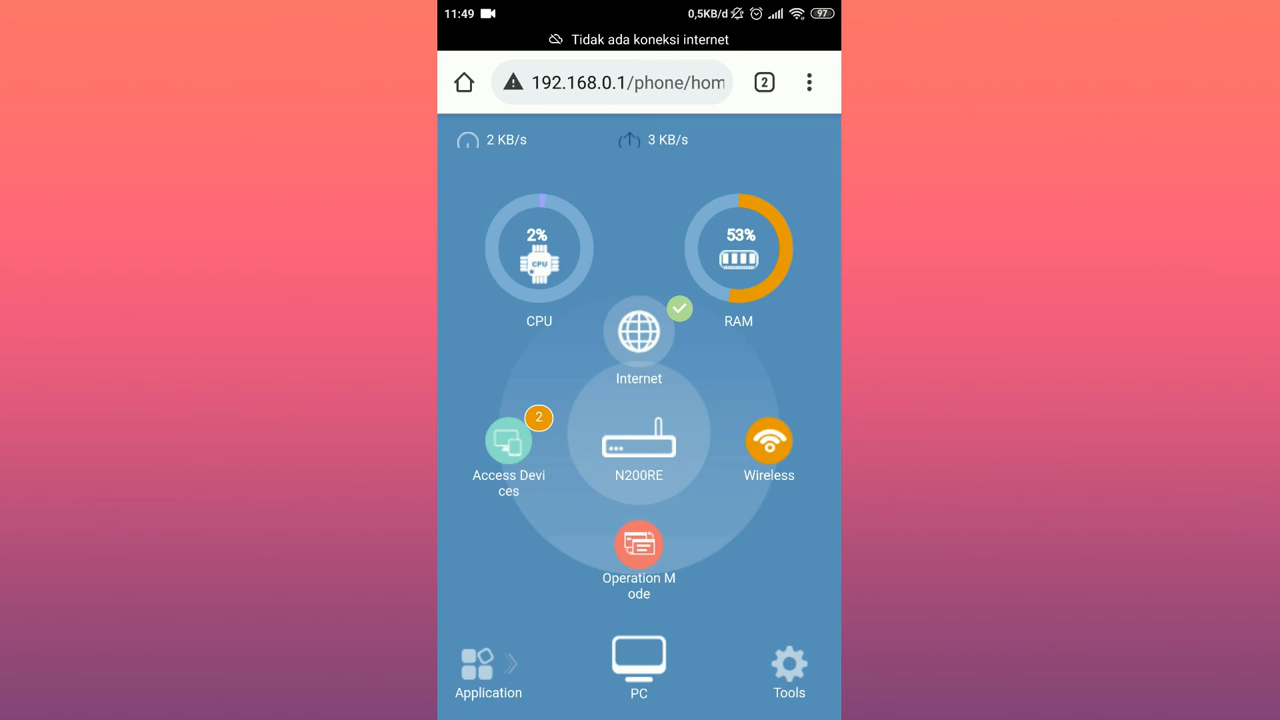 11:49 0,5KB/d 97
Tidak ada koneksi internet
192.168.0.1/phone/hom 2
2 KB/s 3 KB/s
2% 53%
CPU
CPU RAM
Internet
2
Access Devi
ces
N200RE
Wireless
Operation M
ode
Application PC Tools